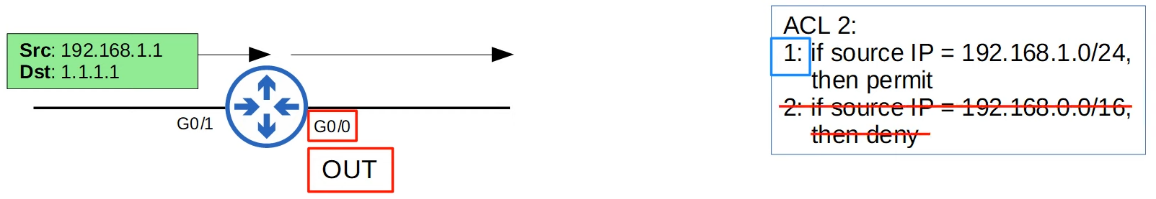 Src: 192.168.1.1
Dst: 1.1.1.1
G0/1
G0/0
OUT
ACL 2:
1: if source IP = 192.168.1.0/24,
then permit
2: if source IP = 192.168.0.0/16,
then deny